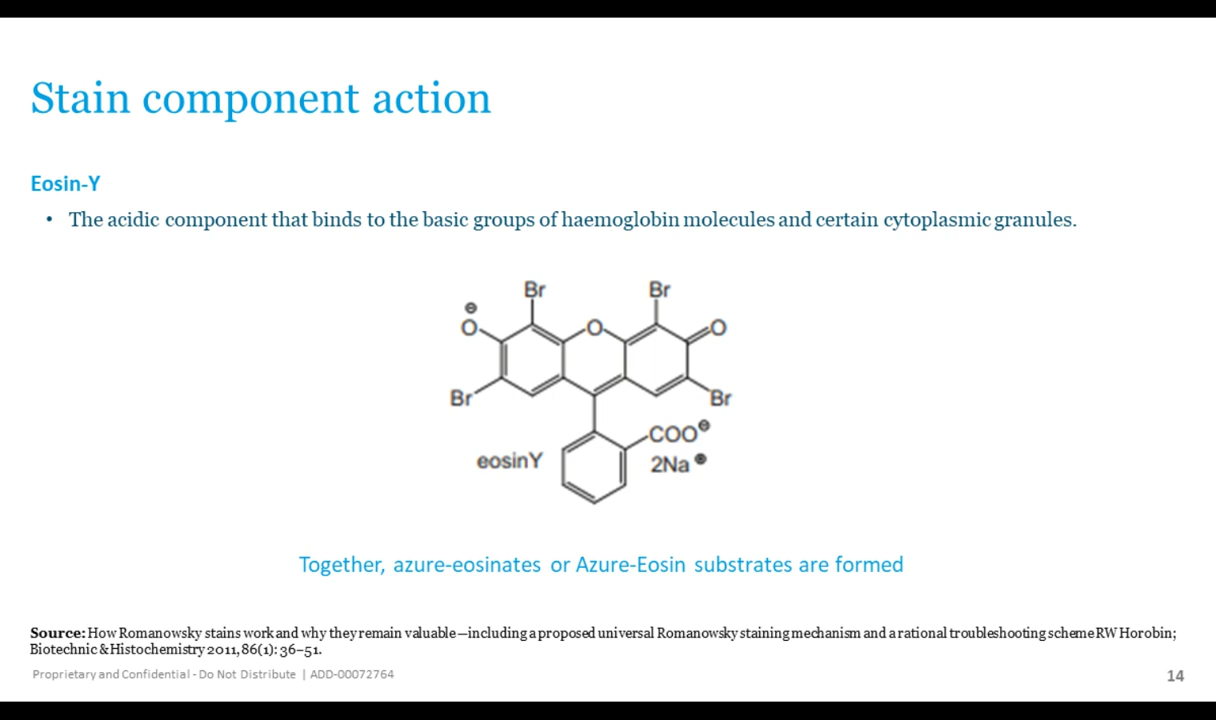 Stain component action
Eosin-Y
• The acidic component that binds to the basic groups of haemoglobin molecules and certain cytoplasmic granules.
Br Br
⊖
O O O
Br Br
COO⊖
eosinY 2Na⊕
Together, azure-eosinates or Azure-Eosin substrates are formed
Source: How Romanowsky stains work and why they remain valuable—including a proposed universal Romanowsky staining mechanism and a rational troubleshooting scheme RW Horobin;
Biotechnic & Histochemistry 2011, 86(1): 36–51.
Proprietary and Confidential - Do Not Distribute | ADD-00072764
14